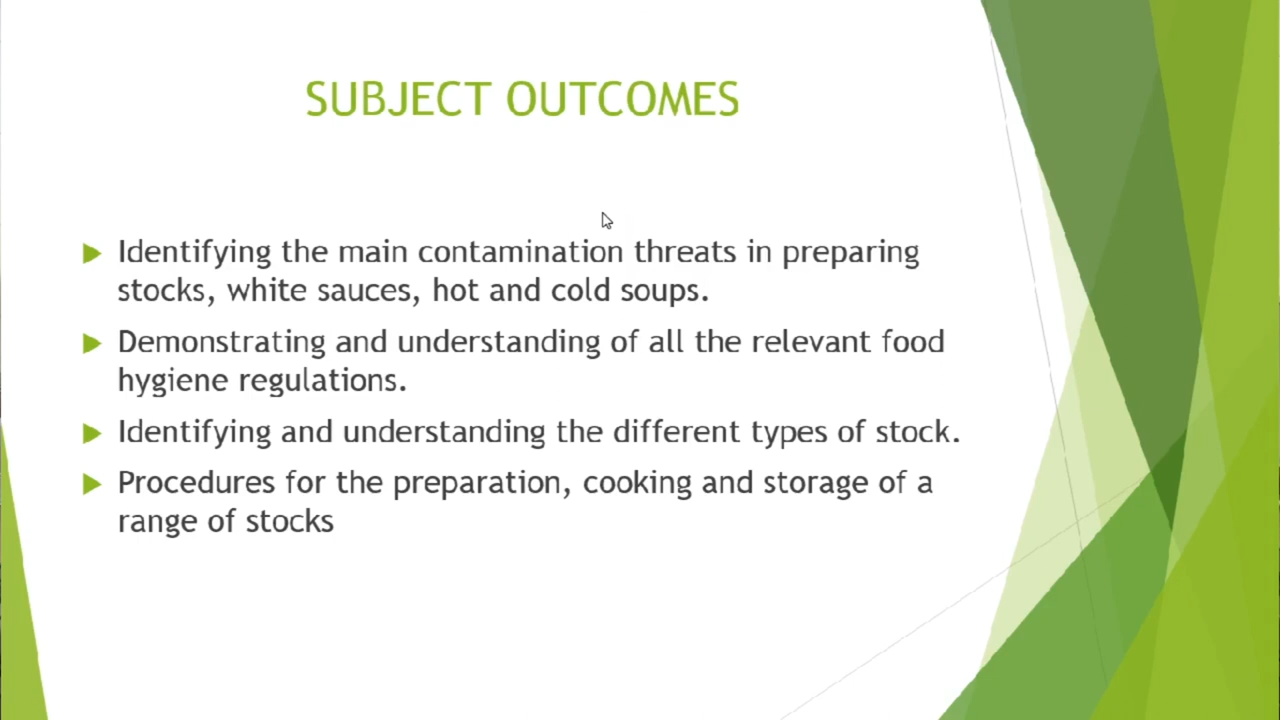 SUBJECT OUTCOMES
Identifying the main contamination threats in preparing
stocks, white sauces, hot and cold soups.
Demonstrating and understanding of all the relevant food
hygiene regulations.
Identifying and understanding the different types of stock.
Procedures for the preparation, cooking and storage of a
range of stocks